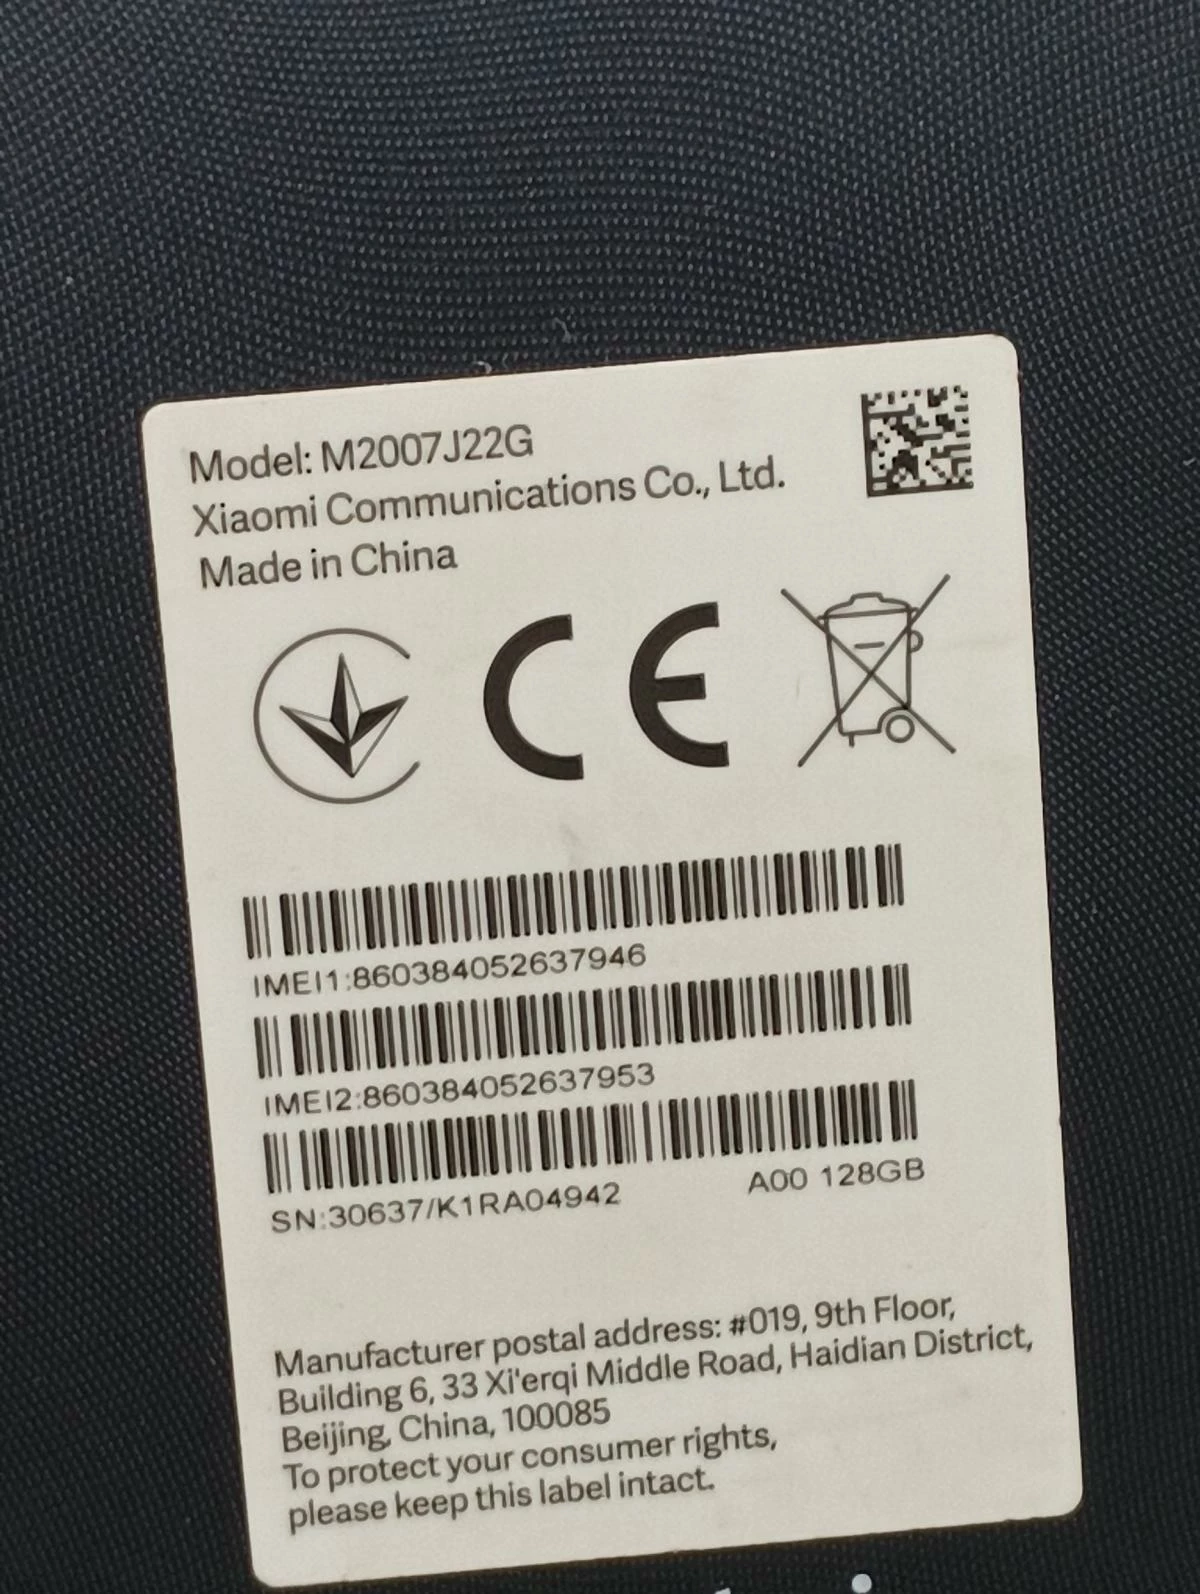 Model: M2007J22G
Xiaomi Communications Co., Ltd.
Made in China
CE
IMEI1:860384052637946
IMEI2:860384052637953
SN:30637/K1RA04942 A00 128GB
Manufacturer postal address: #019, 9th Floor,
Building 6, 33 Xi'erqi Middle Road, Haidian District,
Beijing, China, 100085
To protect your consumer rights,
please keep this label intact.